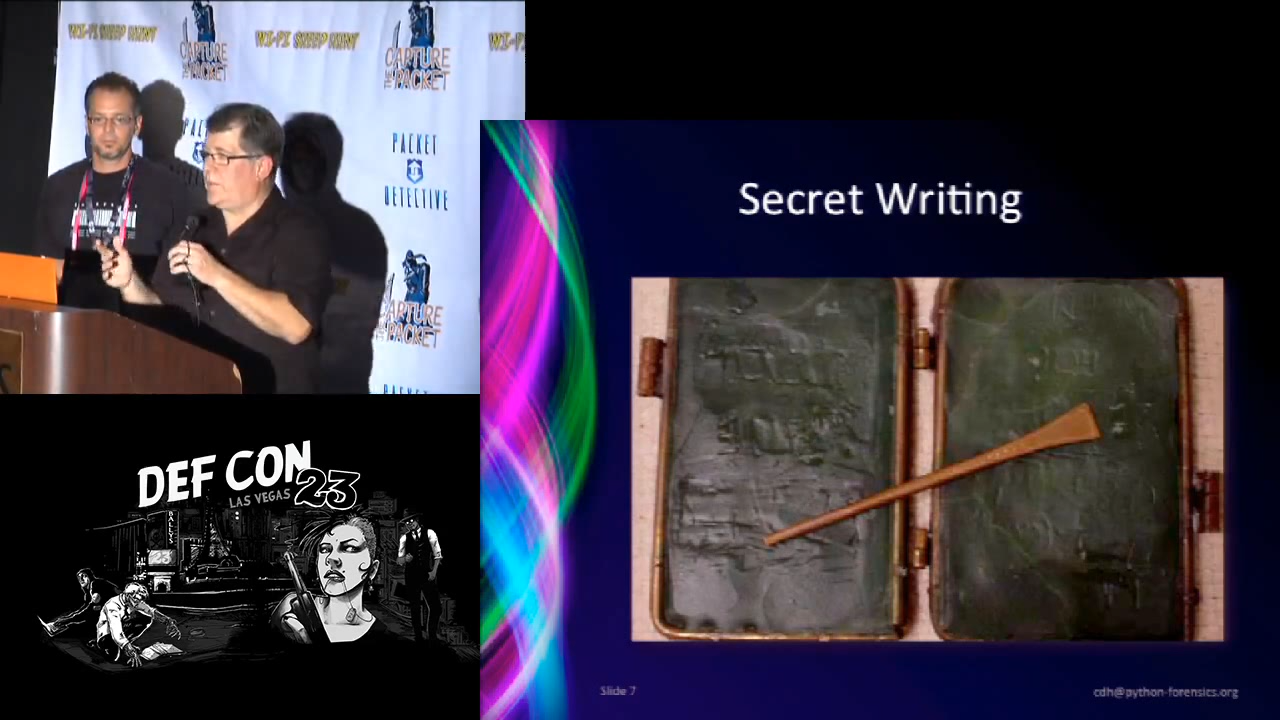 WI-FI SHEEP HUNT
WI-FI SHEEP HUNT
WI-FI
CAPTURE
THE PACKET
CAPTURE
THE PACKET
PACKET
DETECTIVE
CAPTURE
THE PACKET
PACKET
Secret Writing
DEF CON
LAS VEGAS 23
BALLYS
Slide 7
cdh@python-forensics.org